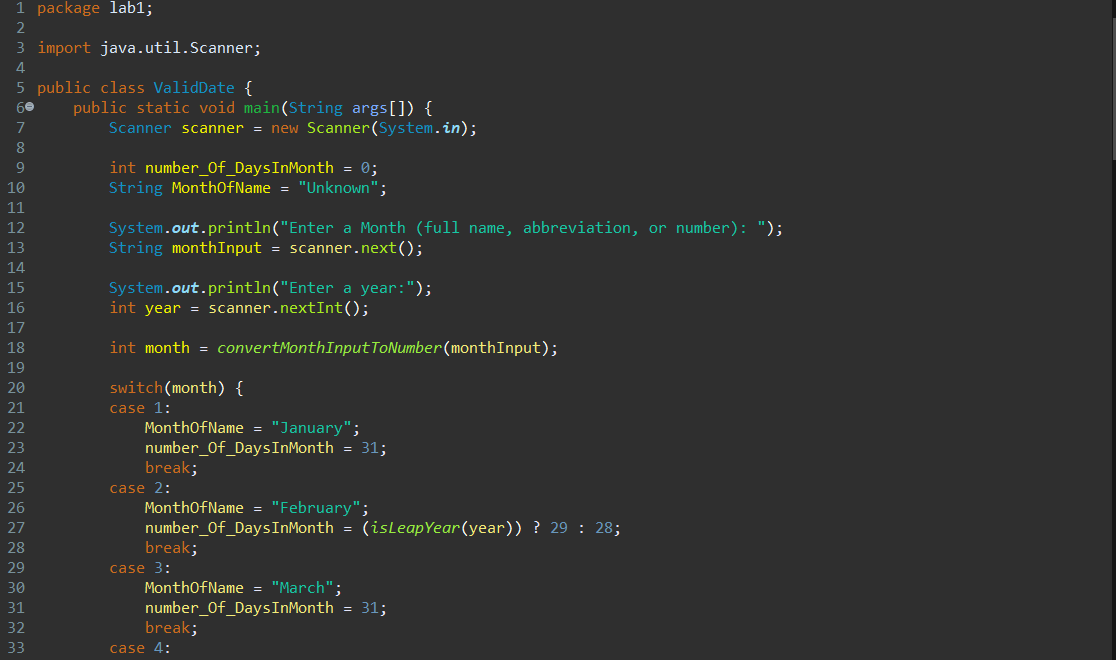 1 package lab1;
2
3 import java.util.Scanner;
4
5 public class ValidDate {
6 public static void main(String args[]) {
7 Scanner scanner = new Scanner(System.in);
8
9 int number_Of_DaysInMonth = 0;
10 String MonthOfName = "Unknown";
11
12 System.out.println("Enter a Month (full name, abbreviation, or number): ");
13 String monthInput = scanner.next();
14
15 System.out.println("Enter a year:");
16 int year = scanner.nextInt();
17
18 int month = convertMonthInputToNumber(monthInput);
19
20 switch(month) {
21 case 1:
22 MonthOfName = "January";
23 number_Of_DaysInMonth = 31;
24 break;
25 case 2:
26 MonthOfName = "February";
27 number_Of_DaysInMonth = (isLeapYear(year)) ? 29 : 28;
28 break;
29 case 3:
30 MonthOfName = "March";
31 number_Of_DaysInMonth = 31;
32 break;
33 case 4: